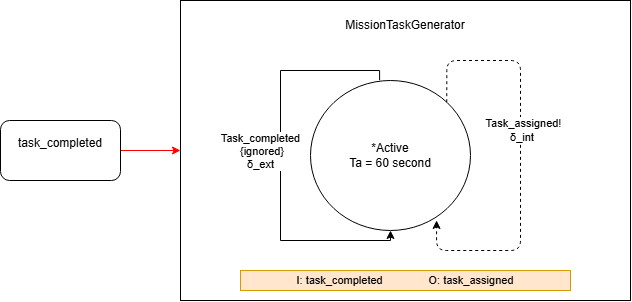 MissionTaskGenerator
task_completed
Task_completed
{ignored}
δ_ext
*Active
Ta = 60 second
Task_assigned!
δ_int
I: task_completed O: task_assigned